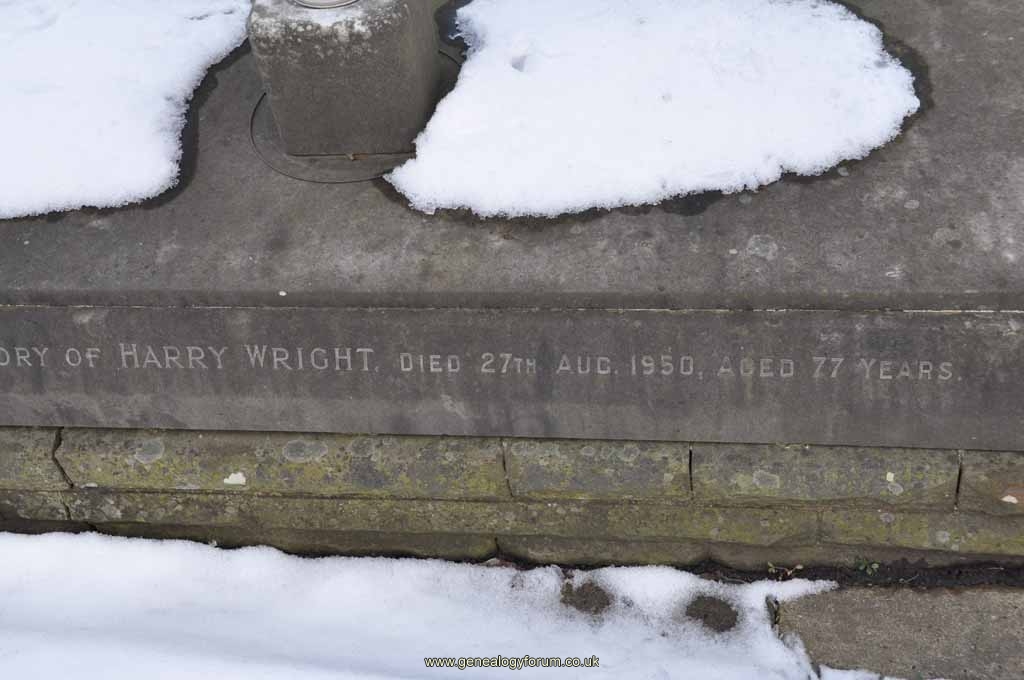 ORY OF HARRY WRIGHT. DIED 27TH AUG. 1950, AGED 77 YEARS.
www.genealogyforum.co.uk